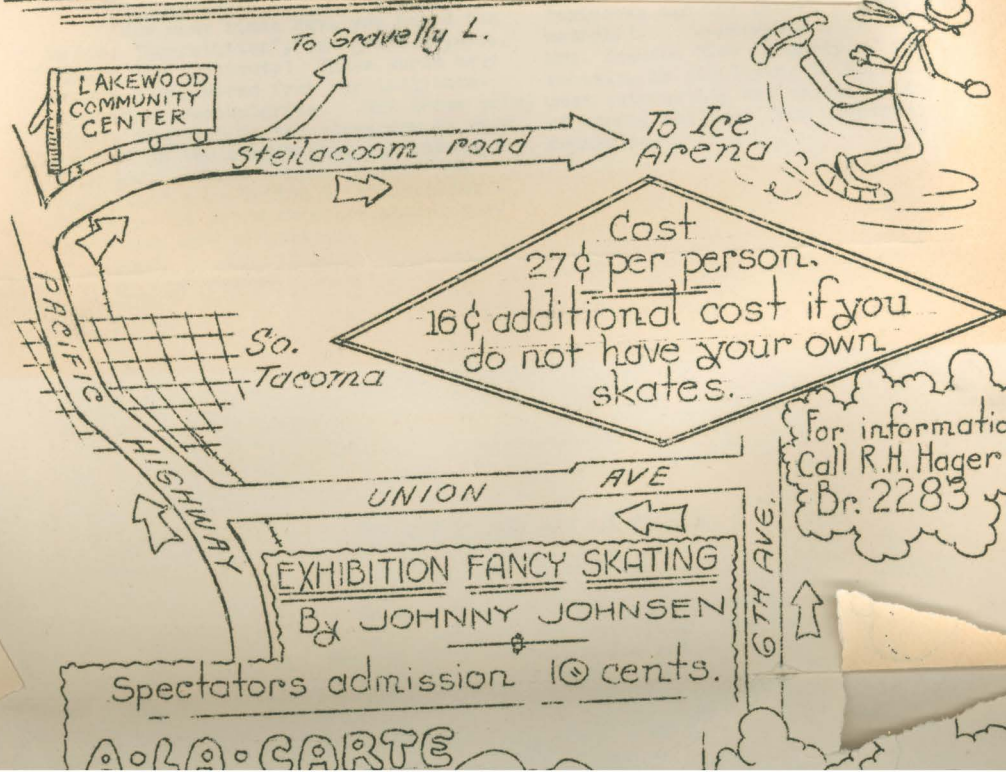 To Gravelly L.
LAKEWOOD
COMMUNITY
CENTER
Steilacoom road
To Ice
Arena
Cost
27¢ per person.
16¢ additional cost if you
do not have your own
skates.
PACIFIC
HIGHWAY
So.
Tacoma
For informatio
Call R.H. Hager
Br. 2283
UNION AVE
6TH AVE.
EXHIBITION FANCY SKATING
By JOHNNY JOHNSEN
Spectators admission 10 cents.
A·LA·CARTE